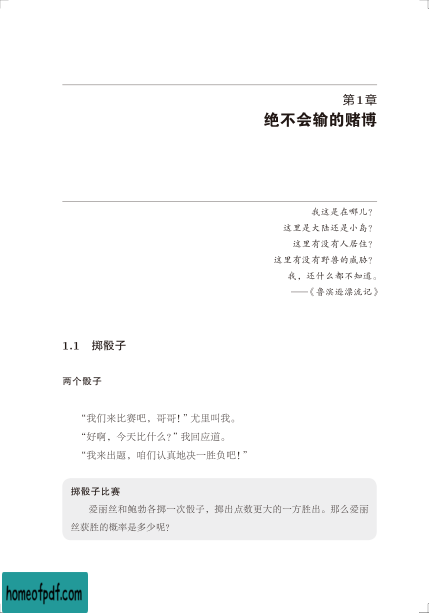 第1章
绝不会输的赌博
我这是在哪儿？
这里是大陆还是小岛？
这里有没有人居住？
这里有没有野兽的威胁？
我，还什么都不知道。
——《鲁滨逊漂流记》
1.1 掷骰子
两个骰子
“我们来比赛吧，哥哥！”尤里叫我。
“好啊，今天比什么？”我回应道。
“我来出题，咱们认真地决一胜负吧！”
掷骰子比赛
爱丽丝和鲍勃各掷一次骰子，掷出点数更大的一方胜出。那么爱丽
丝获胜的概率是多少呢？
homeofpdf.com